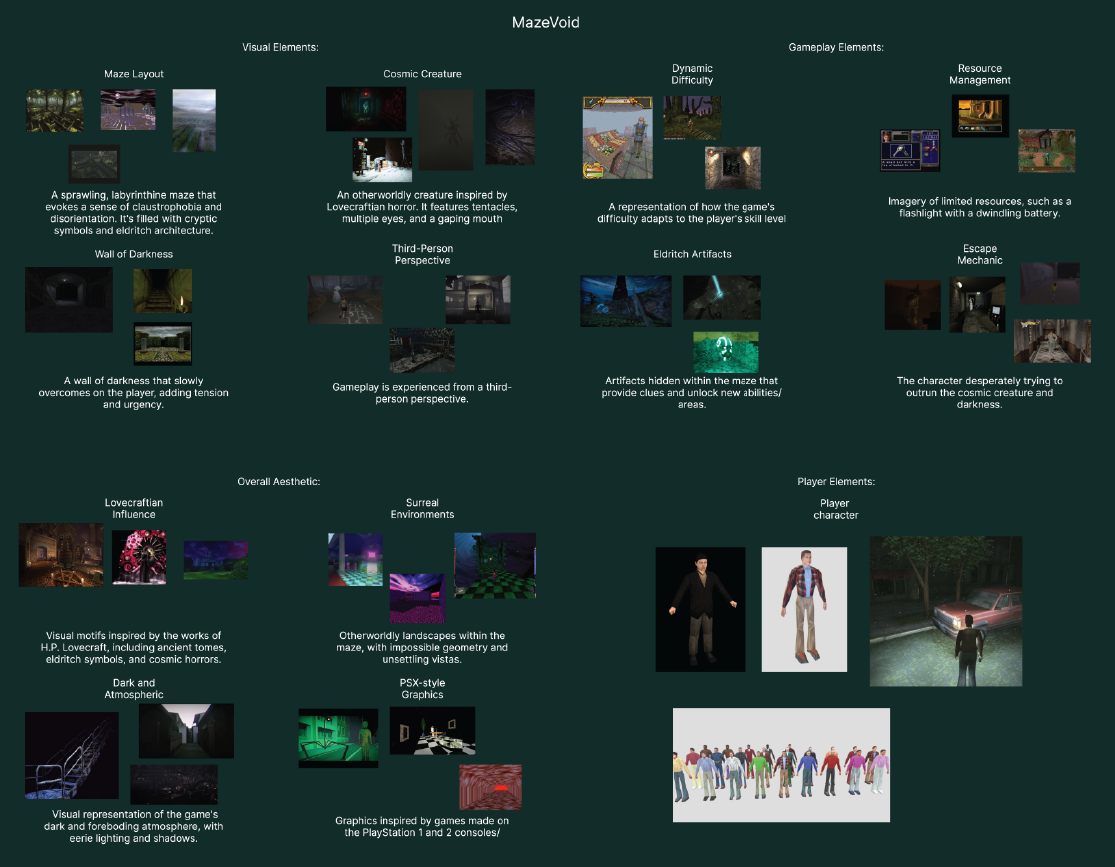 MazeVoid
Visual Elements:
Maze Layout
A sprawling, labyrinthine maze that
evokes a sense of claustrophobia and
disorientation. It's filled with cryptic
symbols and eldritch architecture.
Cosmic Creature
An otherworldly creature inspired by
Lovecraftian horror. It features tentacles,
multiple eyes, and a gaping mouth
Wall of Darkness
A wall of darkness that slowly
overcomes on the player, adding tension
and urgency.
Third-Person
Perspective
Gameplay is experienced from a third-
person perspective.
Gameplay Elements:
Dynamic
Difficulty
A representation of how the game's
difficulty adapts to the player's skill level
Resource
Management
Imagery of limited resources, such as a
flashlight with a dwindling battery.
Eldritch Artifacts
Artifacts hidden within the maze that
provide clues and unlock new abilities/
areas.
Escape
Mechanic
The character desperately trying to
outrun the cosmic creature and
darkness.
Overall Aesthetic:
Lovecraftian
Influence
Visual motifs inspired by the works of
H.P. Lovecraft, including ancient tomes,
eldritch symbols, and cosmic horrors.
Surreal
Environments
Otherworldly landscapes within the
maze, with impossible geometry and
unsettling vistas.
Dark and
Atmospheric
Visual representation of the game's
dark and foreboding atmosphere, with
eerie lighting and shadows.
PSX-style
Graphics
Graphics inspired by games made on
the PlayStation 1 and 2 consoles/
Player Elements:
Player
character